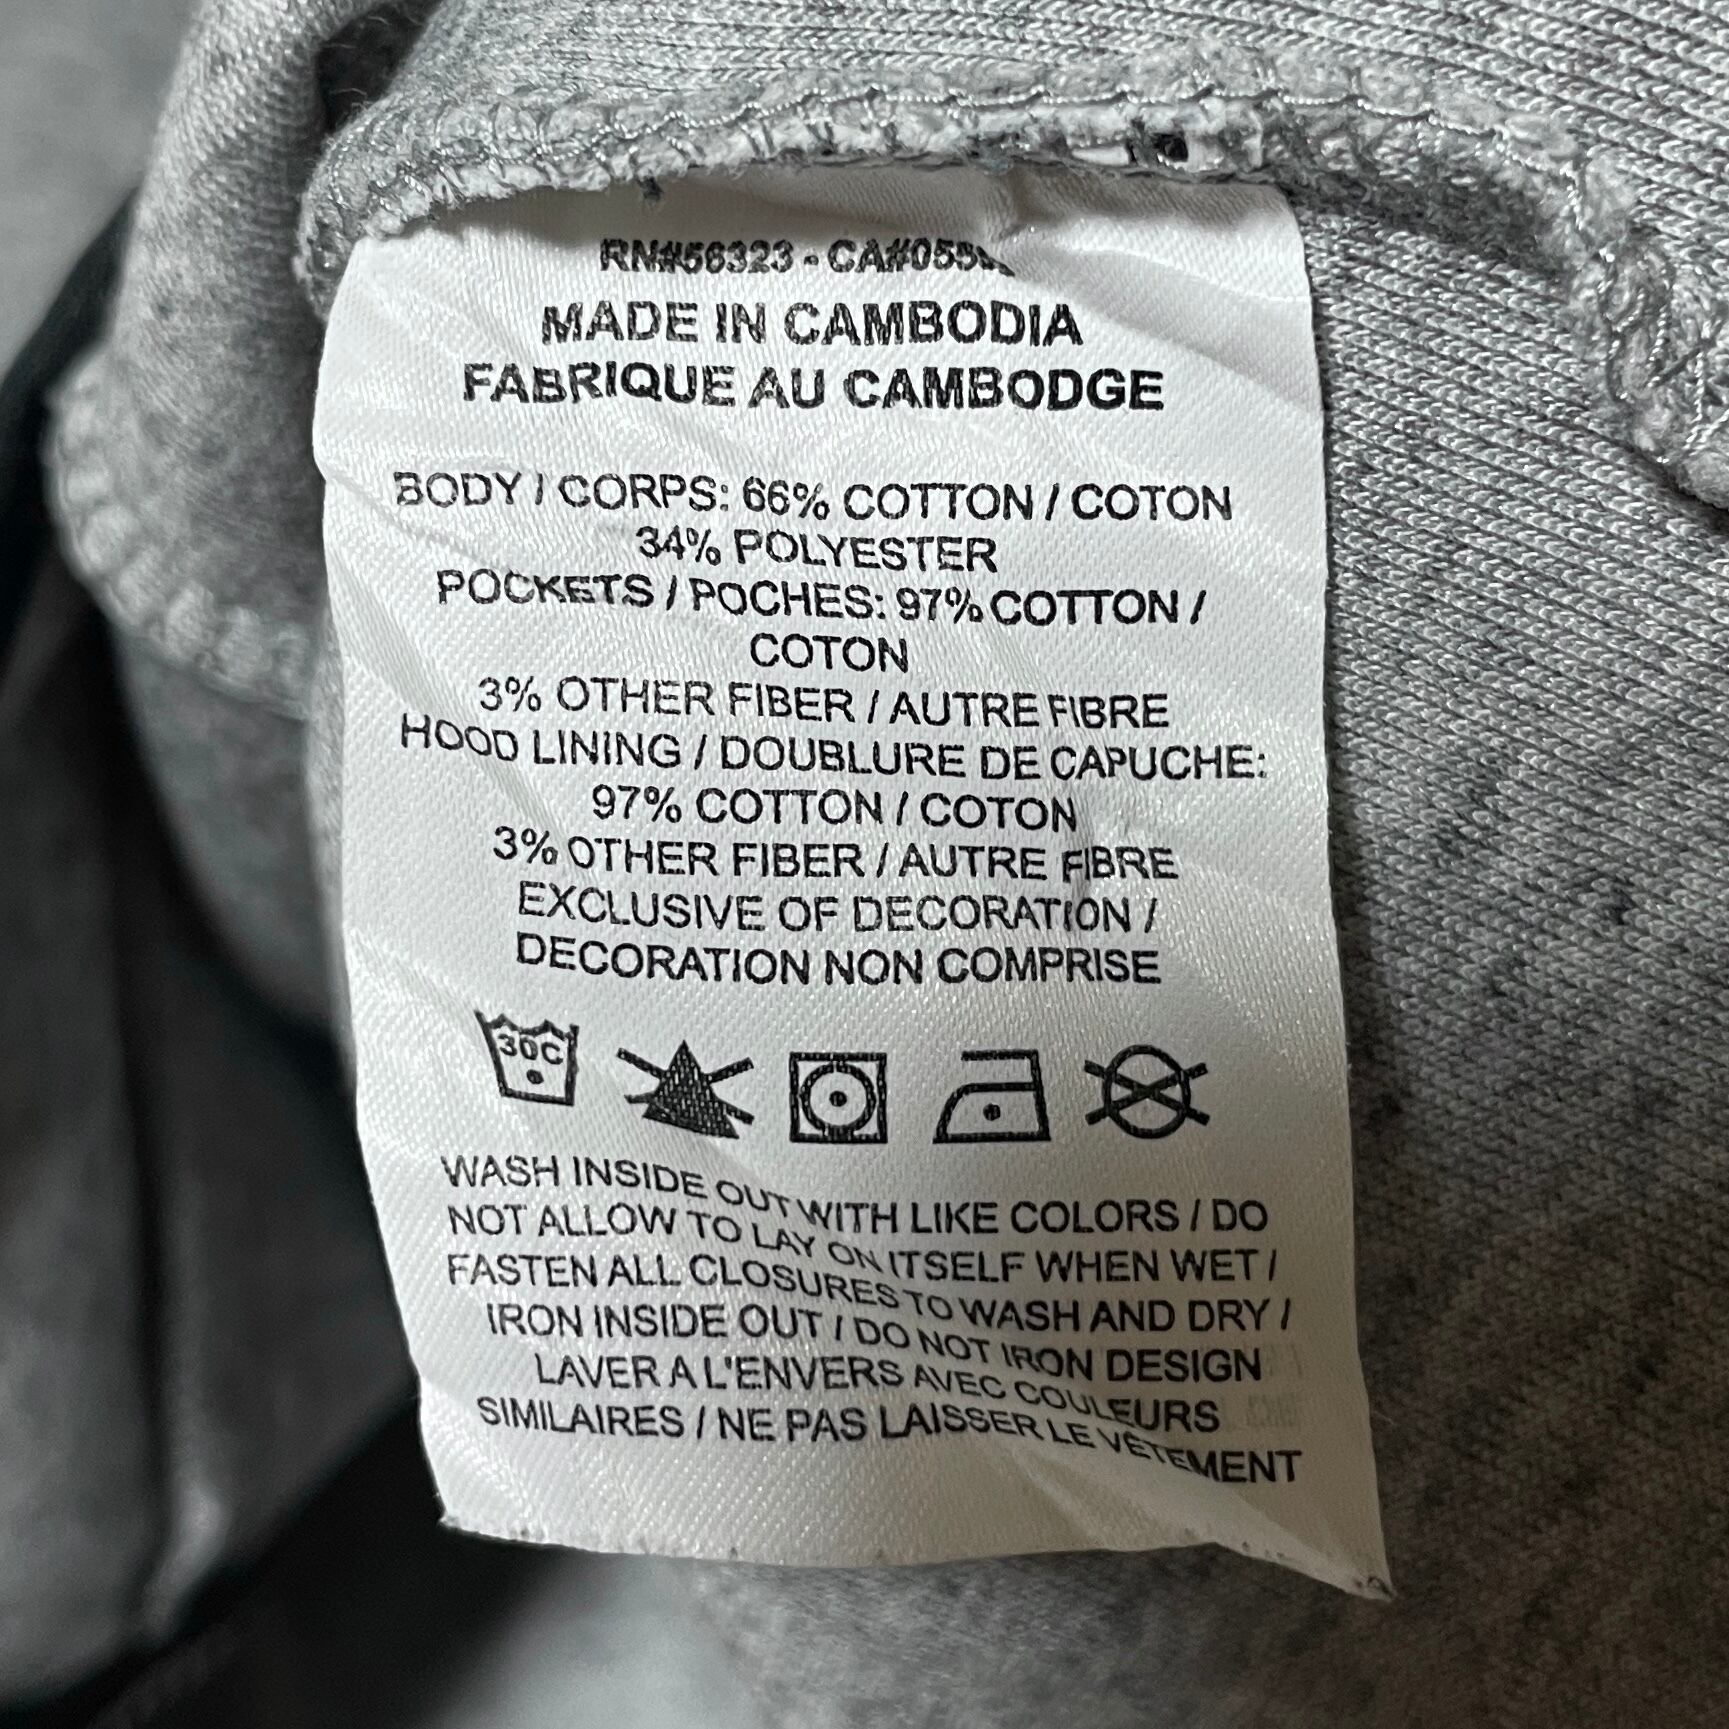 RN#56323 - CA#055
MADE IN CAMBODIA
FABRIQUE AU CAMBODGE
BODY / CORPS: 66% COTTON / COTON
34% POLYESTER
POCKETS / POCHES: 97% COTTON /
COTON
3% OTHER FIBER / AUTRE FIBRE
HOOD LINING / DOUBLURE DE CAPUCHE:
97% COTTON / COTON
3% OTHER FIBER / AUTRE FIBRE
EXCLUSIVE OF DECORATION /
DECORATION NON COMPRISE
30C
WASH INSIDE OUT WITH LIKE COLORS / DO
NOT ALLOW TO LAY ON ITSELF WHEN WET /
FASTEN ALL CLOSURES TO WASH AND DRY /
IRON INSIDE OUT / DO NOT IRON DESIGN
LAVER A L'ENVERS AVEC COULEURS
SIMILAIRES / NE PAS LAISSER LE VÊTEMENT